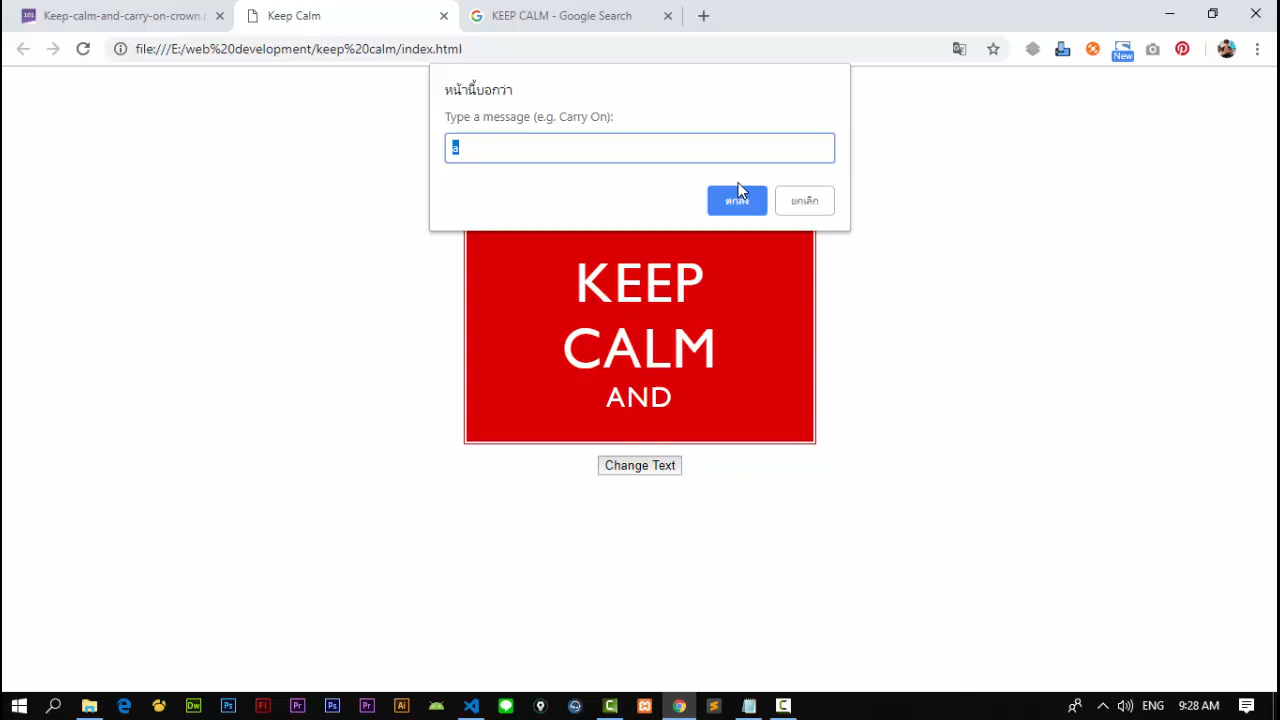 Keep-calm-and-carry-on-crown.p
Keep Calm
KEEP CALM - Google Search
file:///E:/web%20development/keep%20calm/index.html
New
หน้านี้บอกว่า
Type a message (e.g. Carry On):
a
ตกลง
ยกเลิก
KEEP
CALM
AND
Change Text
ENG
9:28 AM